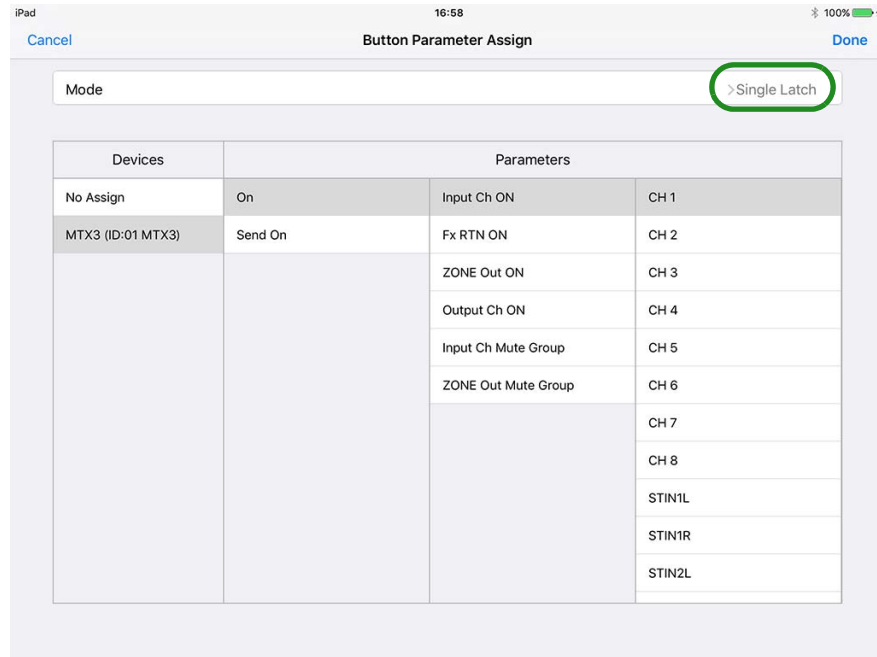 iPad 16:58 100%
Cancel Button Parameter Assign Done
Mode >Single Latch
Devices Parameters
No Assign On Input Ch ON CH 1
MTX3 (ID:01 MTX3) Send On Fx RTN ON CH 2
ZONE Out ON CH 3
Output Ch ON CH 4
Input Ch Mute Group CH 5
ZONE Out Mute Group CH 6
CH 7
CH 8
STIN1L
STIN1R
STIN2L